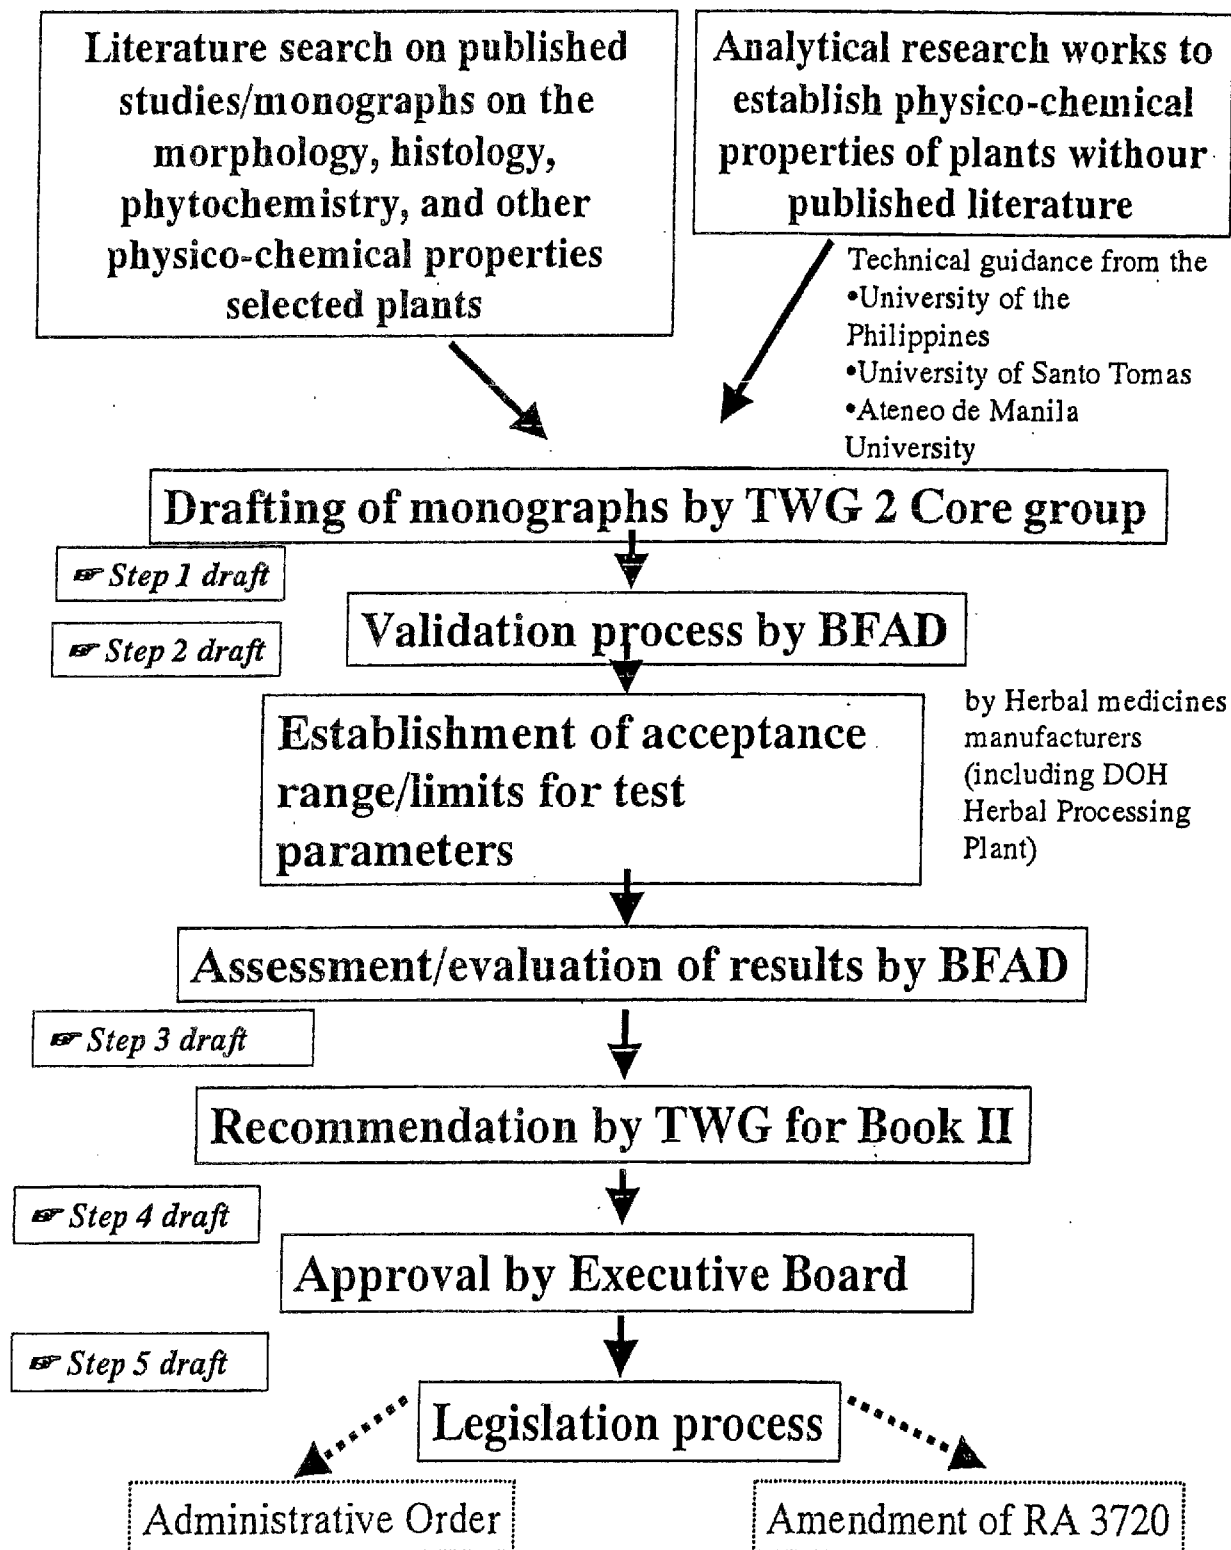 Literature search on published
studies/monographs on the
morphology, histology,
phytochemistry, and other
physico-chemical properties
selected plants
Analytical research works to
establish physico-chemical
properties of plants withour
published literature
Technical guidance from the
•University of the
Philippines
•University of Santo Tomas
•Ateneo de Manila
University
Drafting of monographs by TWG 2 Core group
☞ Step 1 draft
Validation process by BFAD
☞ Step 2 draft
Establishment of acceptance
range/limits for test
parameters
by Herbal medicines
manufacturers
(including DOH
Herbal Processing
Plant)
Assessment/evaluation of results by BFAD
☞ Step 3 draft
Recommendation by TWG for Book II
☞ Step 4 draft
Approval by Executive Board
☞ Step 5 draft
Legislation process
Administrative Order
Amendment of RA 3720